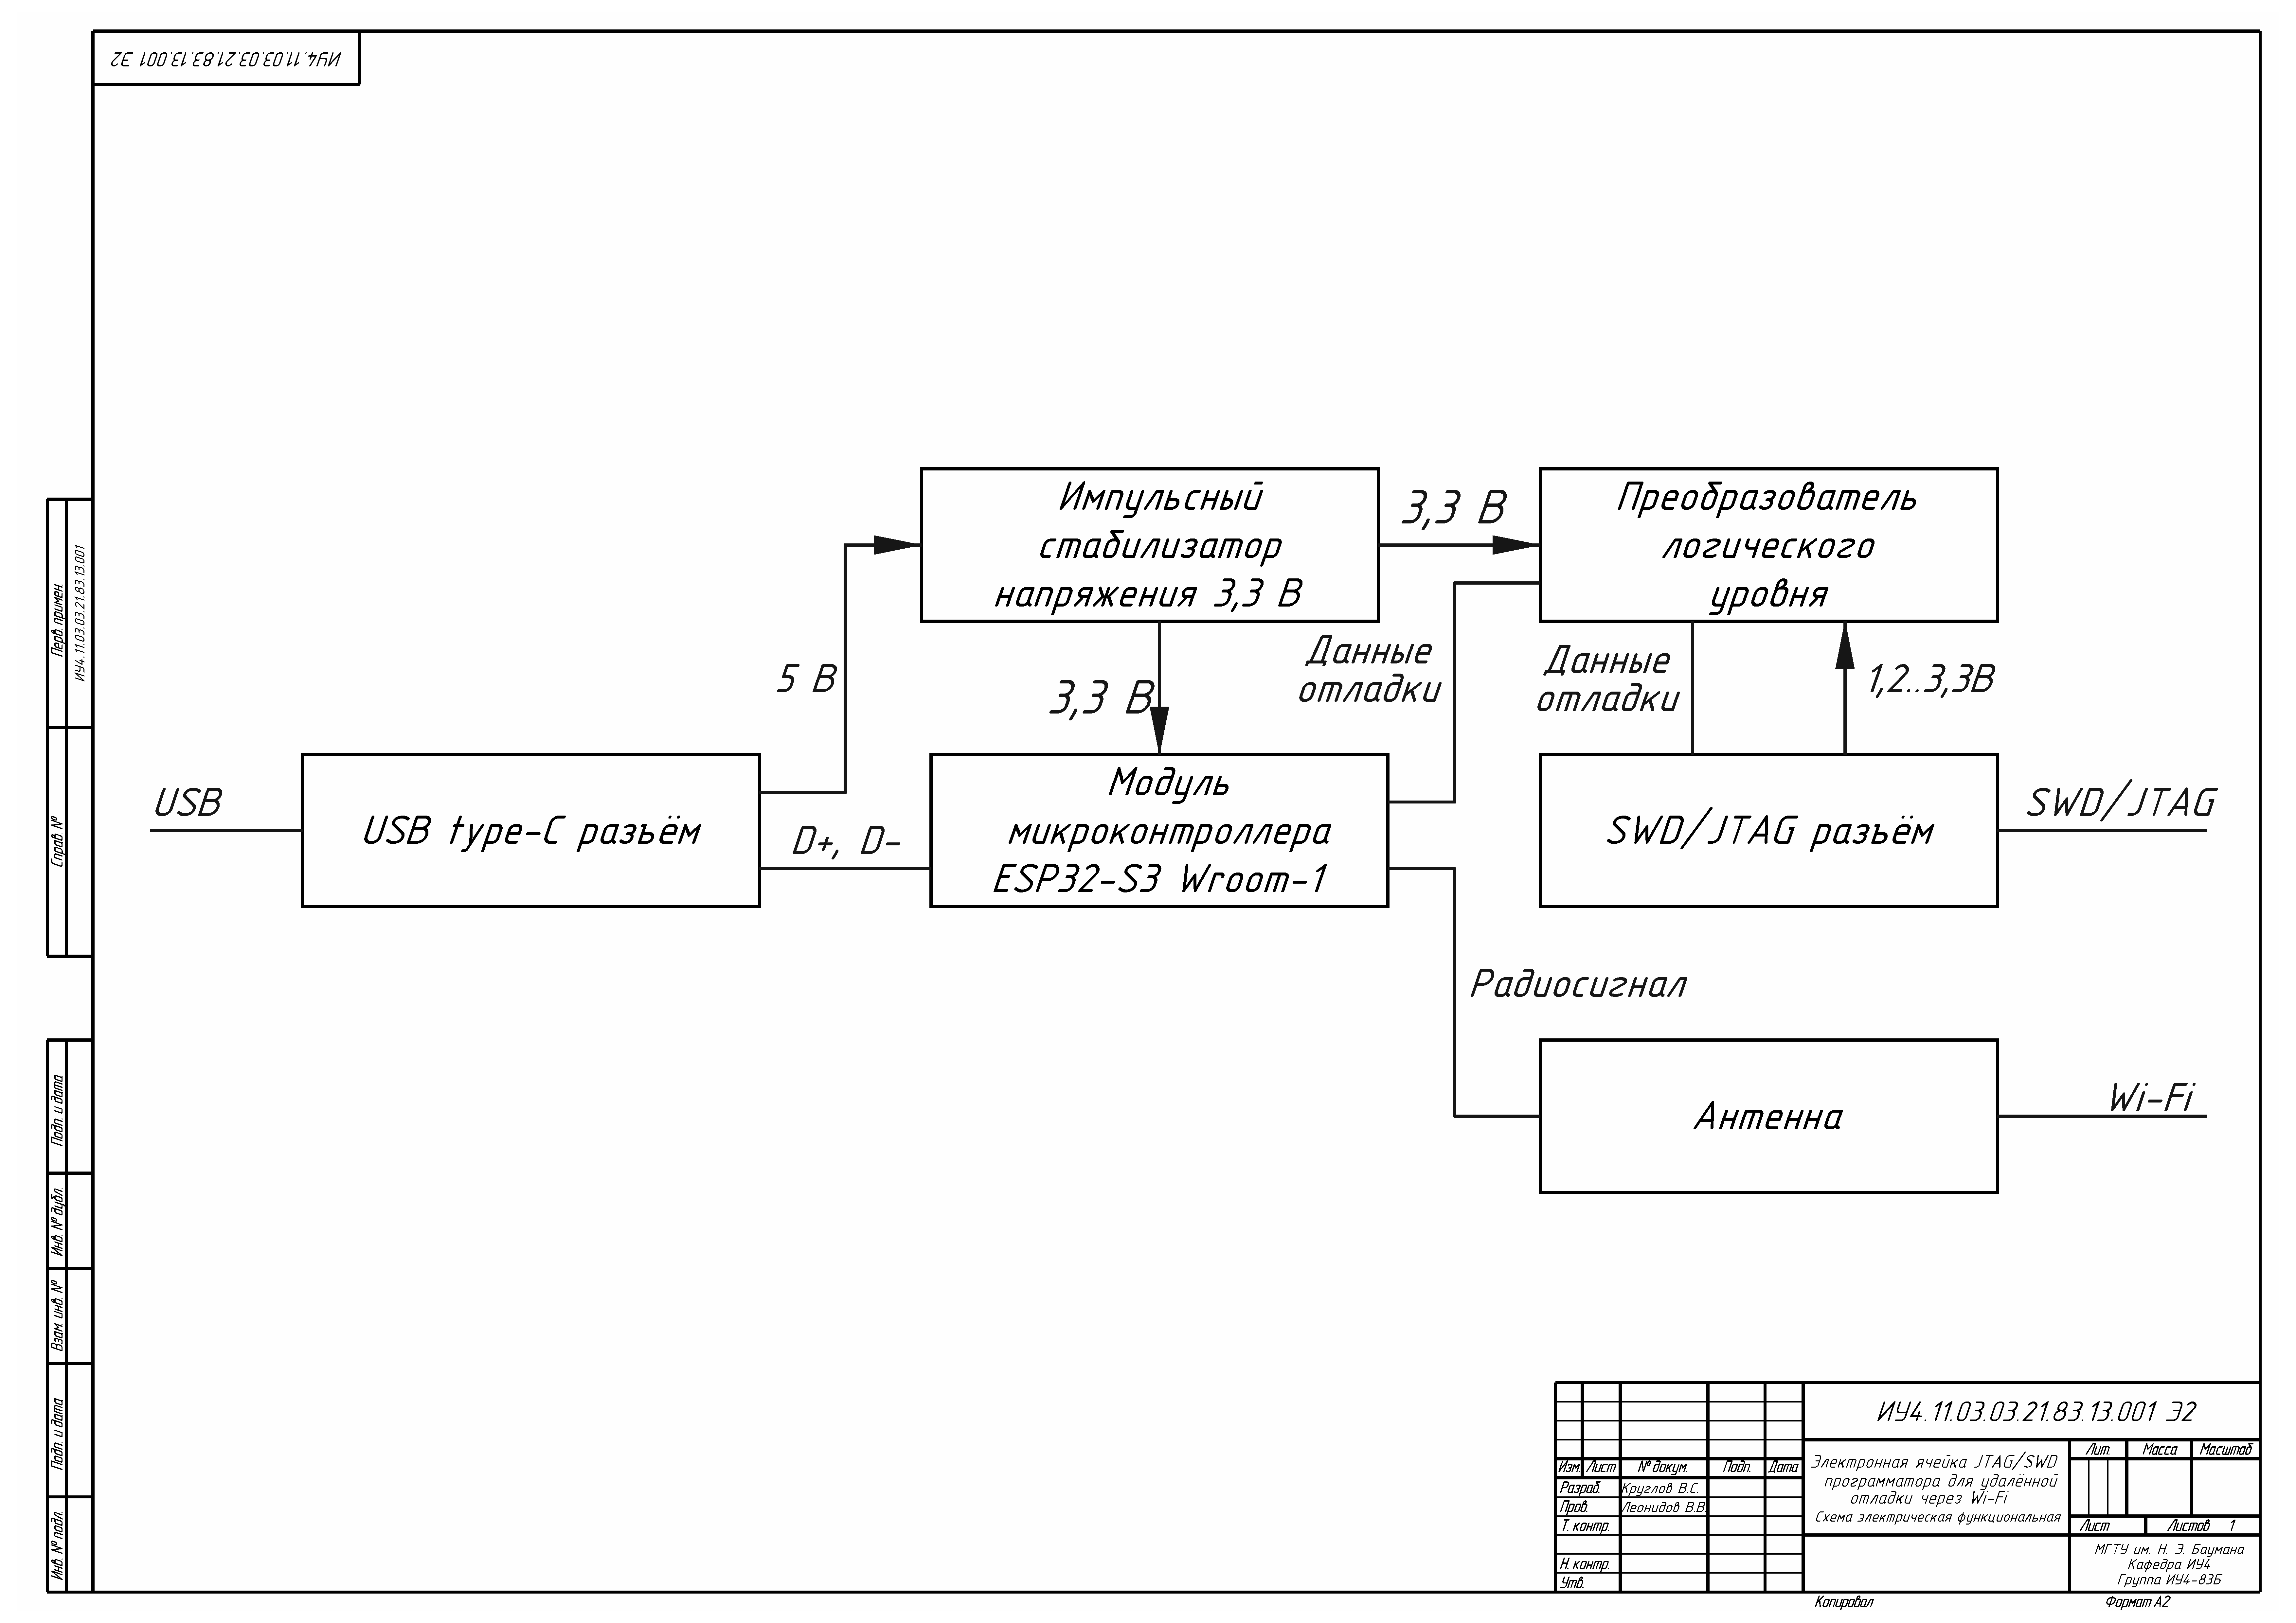 ИУ4.11.03.03.21.83.13.001 Э2
Перв. примен.
ИУ4.11.03.03.21.83.13.001
Справ. №
Подп. и дата
Инв. № дубл.
Взам. инв. №
Подп. и дата
Инв. № подл.
Импульсный
стабилизатор
напряжения 3,3 В
3,3 В
Преобразователь
логического
уровня
5 В
3,3 В
Данные
отладки
Данные
отладки
1,2..3,3В
USB
USB type-C разъём
D+, D-
Модуль
микроконтроллера
ESP32-S3 Wroom-1
SWD/JTAG разъём
SWD/JTAG
Радиосигнал
Антенна
Wi-Fi
ИУ4.11.03.03.21.83.13.001 Э2
Изм. Лист № докум. Подп. Дата
Разраб. Круглов В.С.
Пров. Леонидов В.В.
Т. контр.
Н. контр.
Утв.
Электронная ячейка JTAG/SWD
программатора для удалённой
отладки через Wi-Fi
Схема электрическая функциональная
Лит. Масса Масштаб
Лист Листов 1
МГТУ им. Н. Э. Баумана
Кафедра ИУ4
Группа ИУ4-83Б
Копировал Формат А2